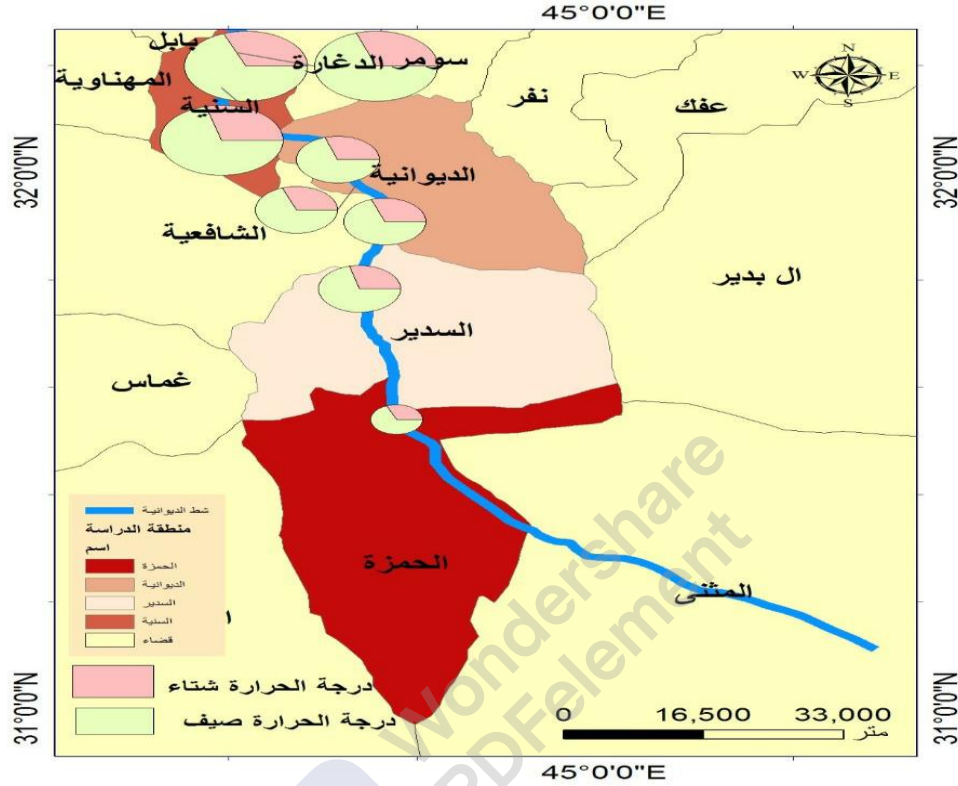 45°0'0"E
N
W E
S
بابل
المهناوية
السنية
سومر الدغارة
نفر
عفك
32°0'0"N
32°0'0"N
الديوانية
الشافعية
ال بدير
السدير
غماس
شط الديوانية
منطقة الدراسة
اسم
الحمزة
الديوانية
السدير
السنية
قضاء
الحمزة
المثنى
درجة الحرارة شتاء
درجة الحرارة صيف
0 16,500 33,000
متر
31°0'0"N
31°0'0"N
45°0'0"E
Wondershare
PDFelement